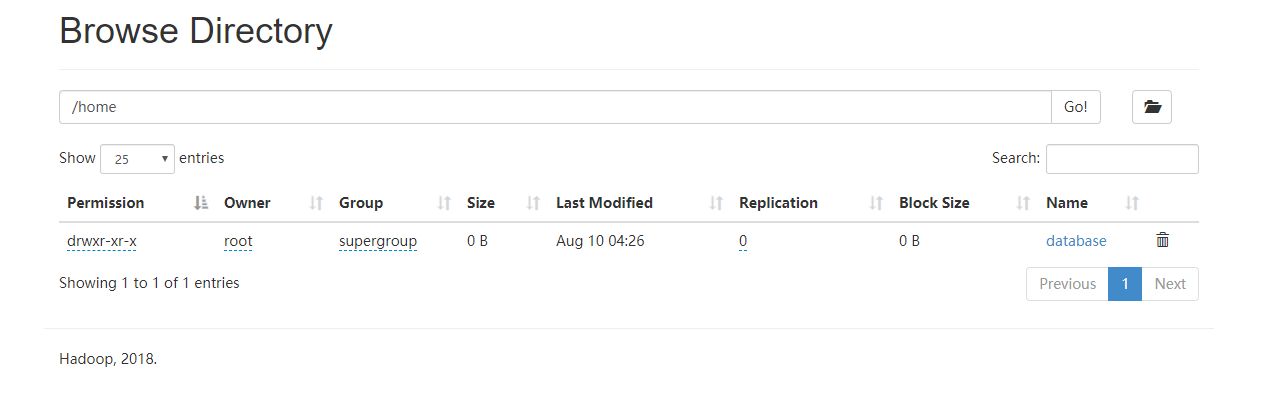 Browse Directory
/home Go!
Show 25 entries Search:
Permission Owner Group Size Last Modified Replication Block Size Name
drwxr-xr-x root supergroup 0 B Aug 10 04:26 0 0 B database
Showing 1 to 1 of 1 entries Previous 1 Next
Hadoop, 2018.